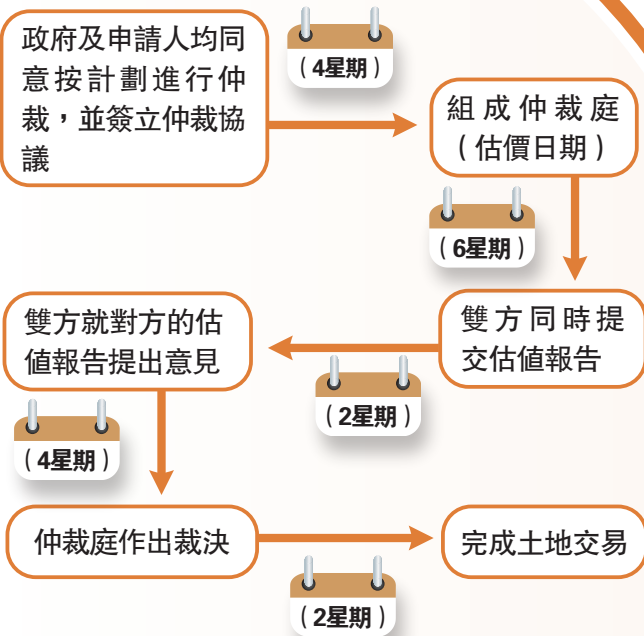 政府及申請人均同
意按計劃進行仲
裁，並簽立仲裁協
議
（4星期）
組成仲裁庭
（估價日期）
（6星期）
雙方同時提
交估值報告
（2星期）
雙方就對方的估
值報告提出意見
（4星期）
仲裁庭作出裁決
（2星期）
完成土地交易